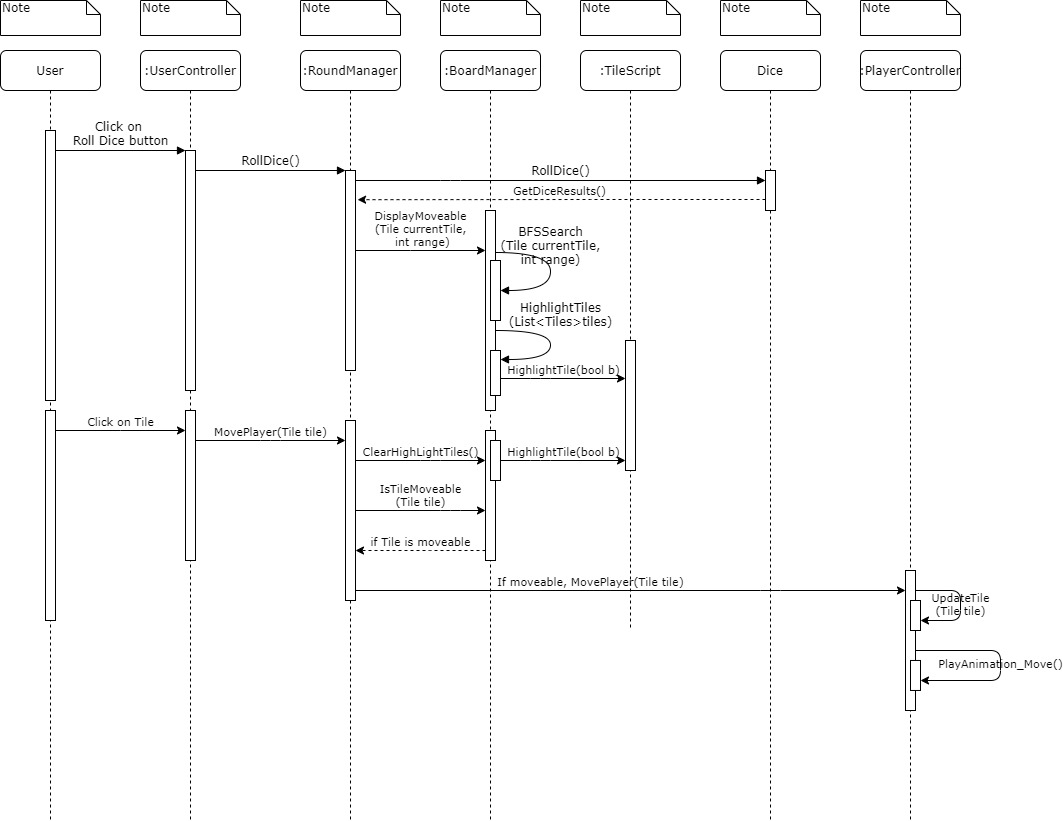 Note
Note
Note
Note
Note
Note
Note
User
:UserController
:RoundManager
:BoardManager
:TileScript
Dice
:PlayerController
Click on
Roll Dice button
RollDice()
RollDice()
GetDiceResults()
DisplayMoveable
(Tile currentTile,
int range)
BFSSearch
(Tile currentTile,
int range)
HighlightTiles
(List<Tiles>tiles)
HighlightTile(bool b)
Click on Tile
MovePlayer(Tile tile)
ClearHighLightTiles()
HighlightTile(bool b)
IsTileMoveable
(Tile tile)
if Tile is moveable
If moveable, MovePlayer(Tile tile)
UpdateTile
(Tile tile)
PlayAnimation_Move()